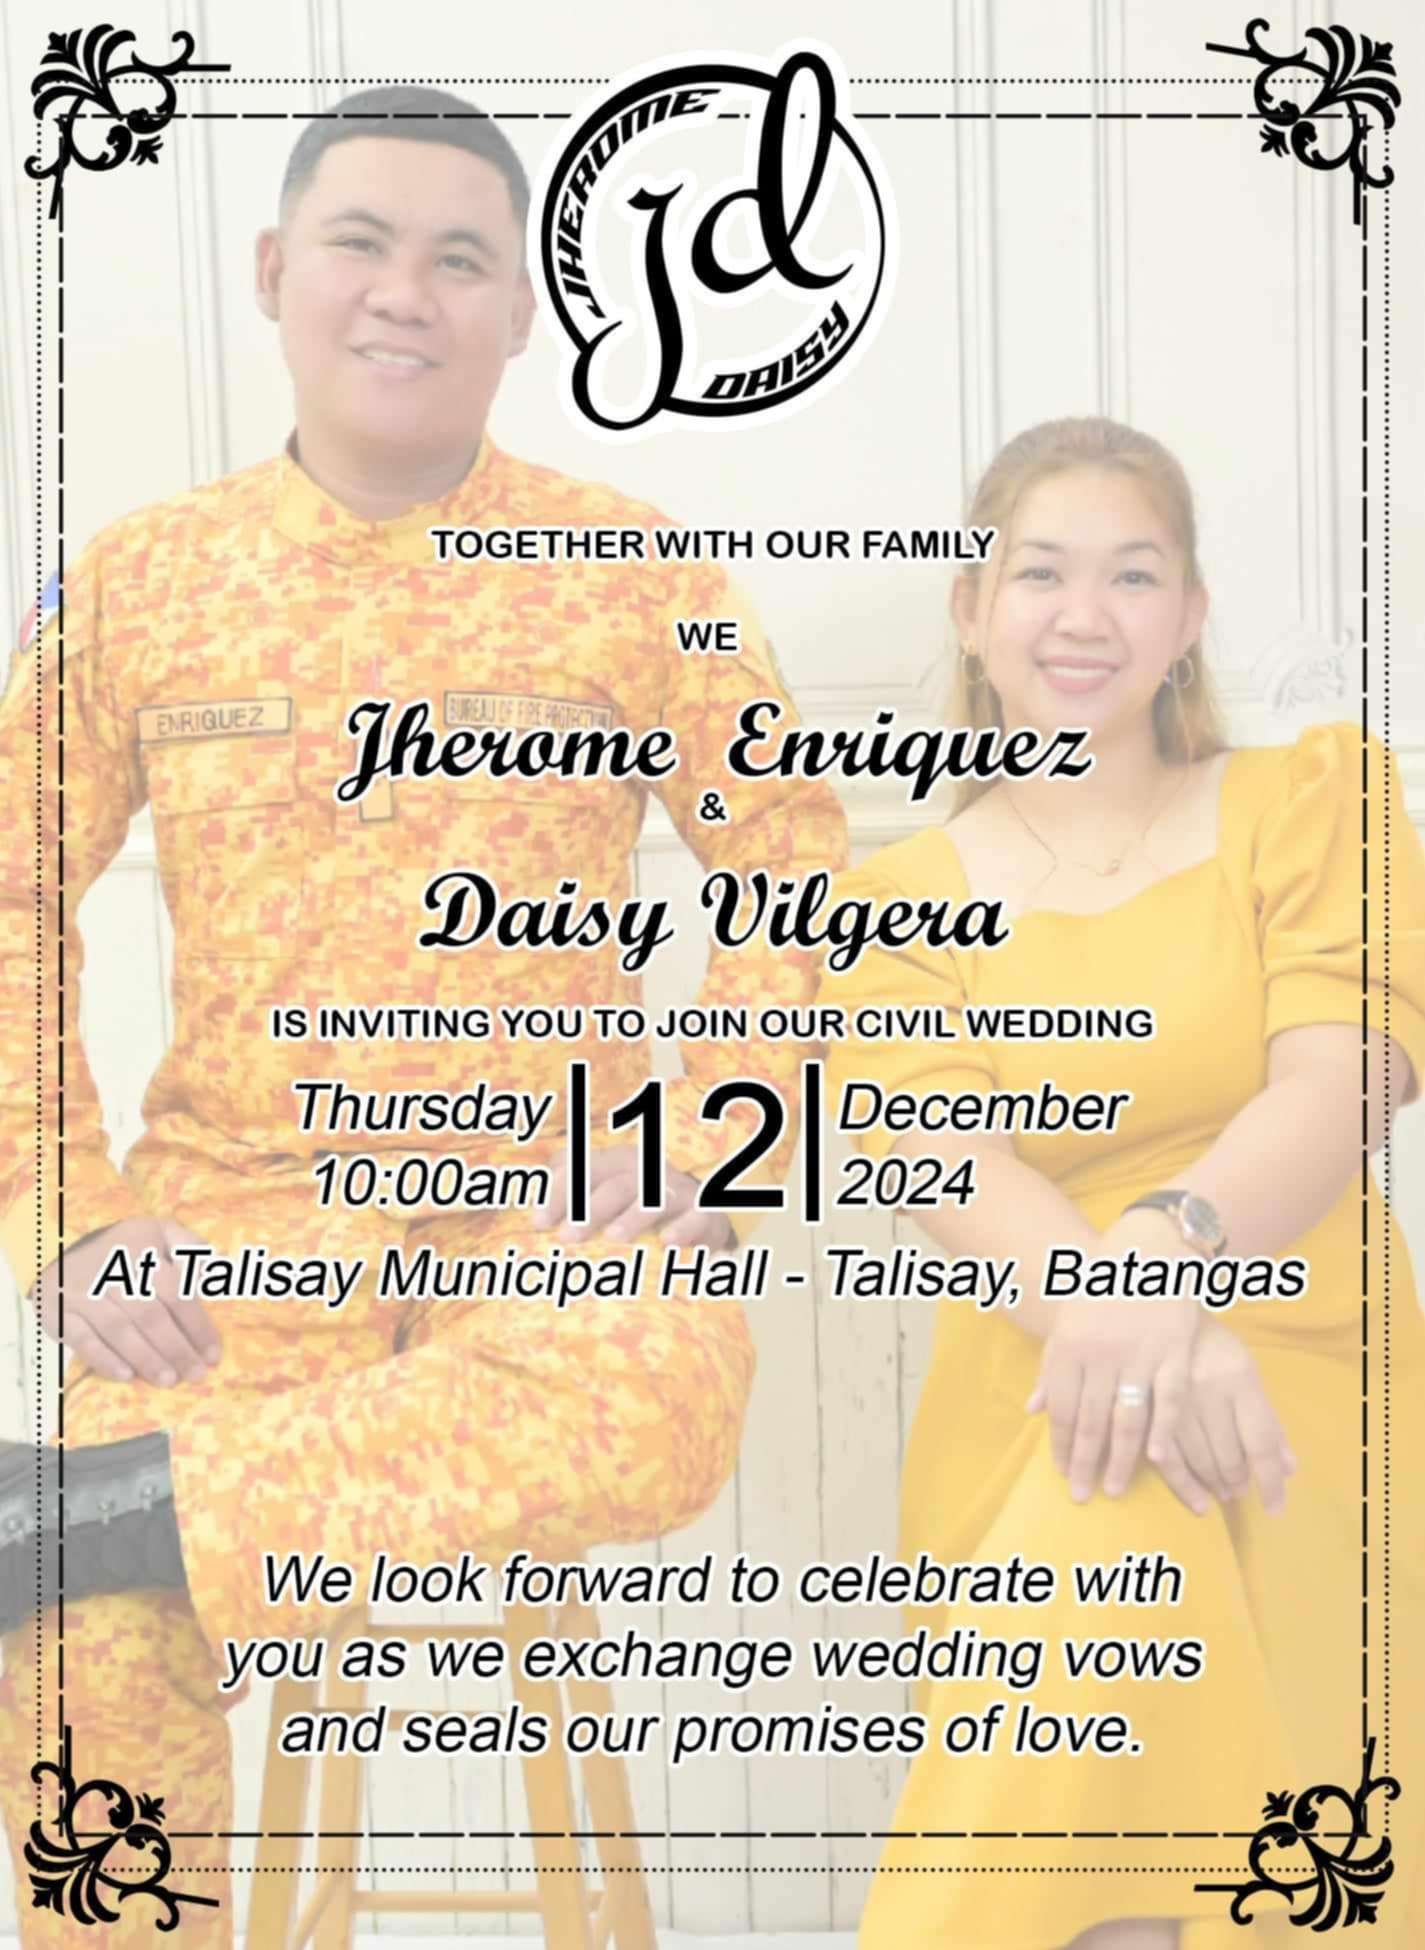 JHEROME
jd
DAISY
TOGETHER WITH OUR FAMILY
WE
ENRIQUEZ
BUREAU OF FIRE PROTECTION
Jherome Enriquez
&
Daisy Vilgera
IS INVITING YOU TO JOIN OUR CIVIL WEDDING
Thursday |12| December
10:00am 2024
At Talisay Municipal Hall - Talisay, Batangas
We look forward to celebrate with
you as we exchange wedding vows
and seals our promises of love.